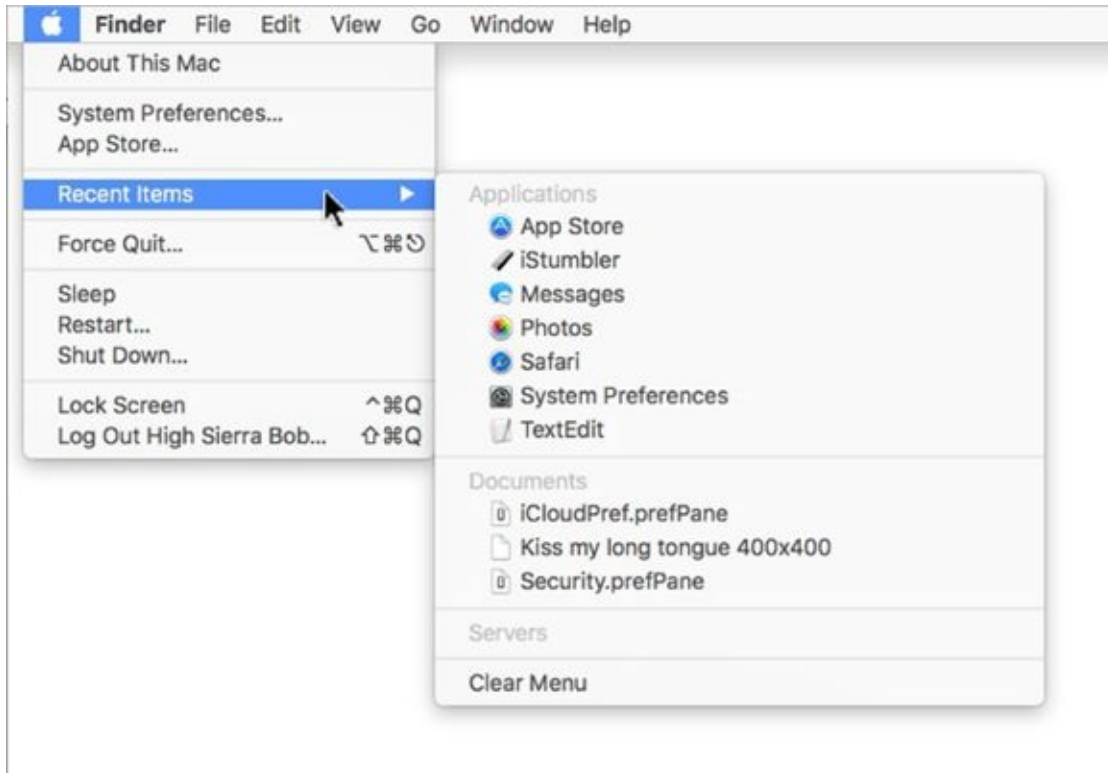 Finder File Edit View Go Window Help
About This Mac
System Preferences...
App Store...
Recent Items
Force Quit... ⌥⌘⎋
Sleep
Restart...
Shut Down...
Lock Screen ^⌘Q
Log Out High Sierra Bob... ⇧⌘Q
Applications
App Store
iStumbler
Messages
Photos
Safari
System Preferences
TextEdit
Documents
iCloudPref.prefPane
Kiss my long tongue 400x400
Security.prefPane
Servers
Clear Menu